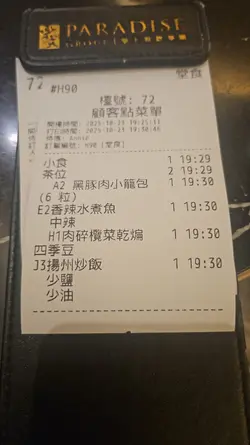 PARADISE
72
#H90
堂食
檯號: 72
顧客點菜單
小食 1 19:29
茶位 2 19:29
A2 黑豚肉小籠包 1 19:30
(6 粒)
E2香辣水煮魚 1 19:30
中辣
H1肉碎欖菜乾煸 1 19:30
四季豆
J3揚州炒飯 1 19:30
少鹽
少油